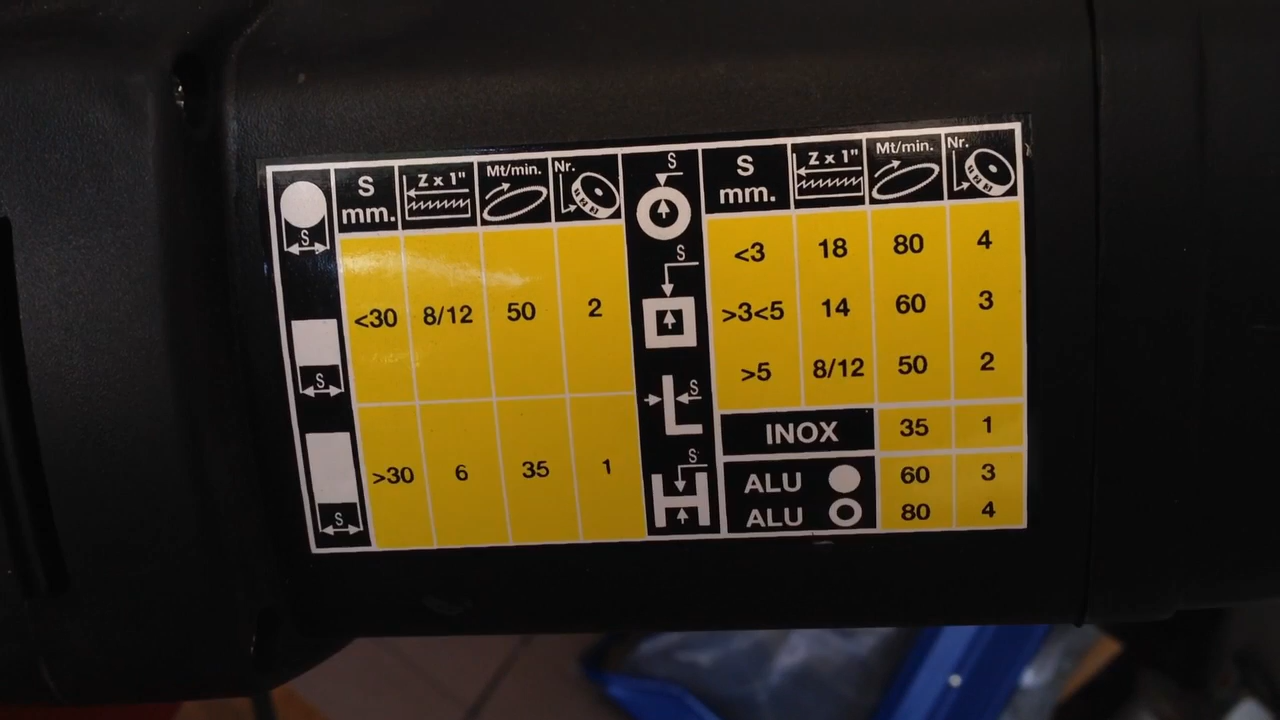 S mm. Z x 1" Mt/min. Nr.
<30 8/12 50 2
>30 6 35 1
S
S
S
S
S
S
S
S mm. Z x 1" Mt/min. Nr.
<3 18 80 4
>3<5 14 60 3
>5 8/12 50 2
INOX 35 1
ALU 60 3
ALU 80 4